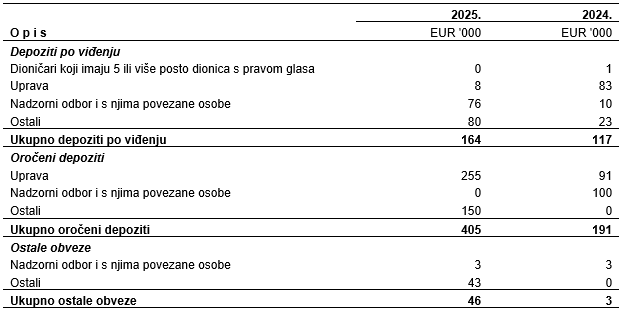 2025. 2024.
O p i s EUR '000 EUR '000
Depoziti po viđenju
Dioničari koji imaju 5 ili više posto dionica s pravom glasa 0 1
Uprava 8 83
Nadzorni odbor i s njima povezane osobe 76 10
Ostali 80 23
Ukupno depoziti po viđenju 164 117
Oročeni depoziti
Uprava 255 91
Nadzorni odbor i s njima povezane osobe 0 100
Ostali 150 0
Ukupno oročeni depoziti 405 191
Ostale obveze
Nadzorni odbor i s njima povezane osobe 3 3
Ostali 43 0
Ukupno ostale obveze 46 3